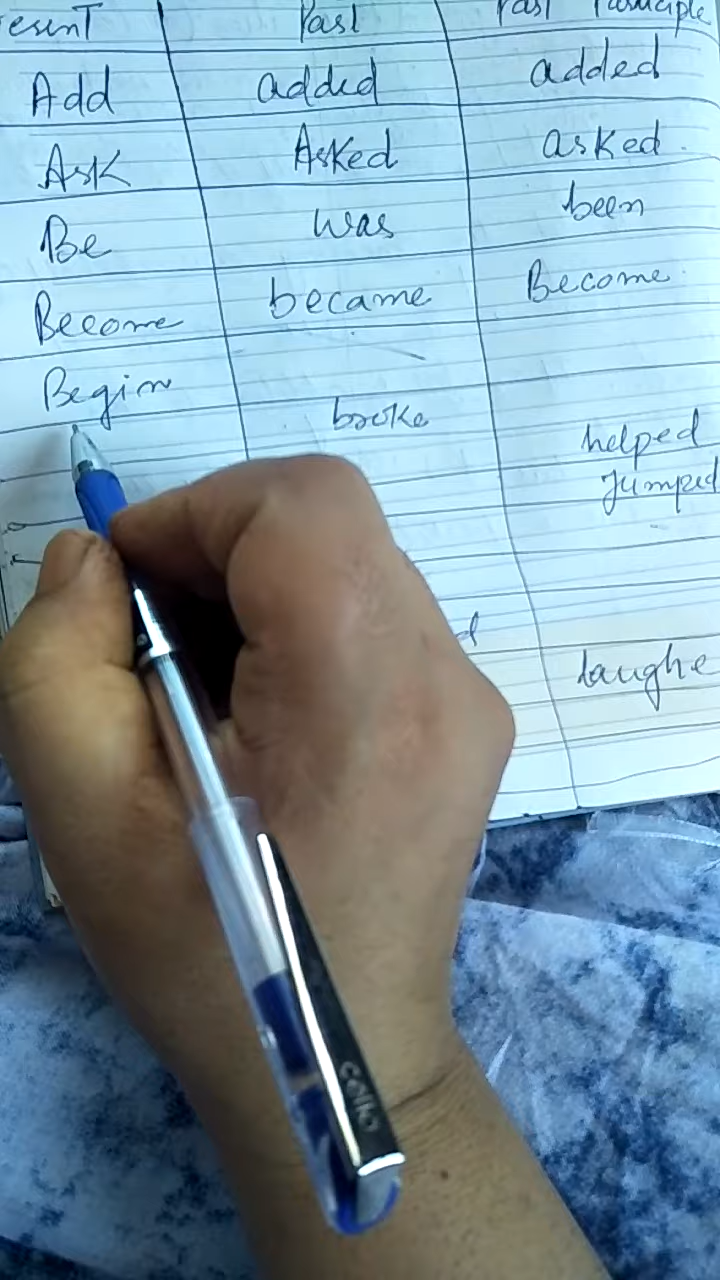 esent Past Past Participle
Add added added
Ask Asked asked
Be was been
Become became Become
Begin
broke
helped
Jumped
d
laughe
cello